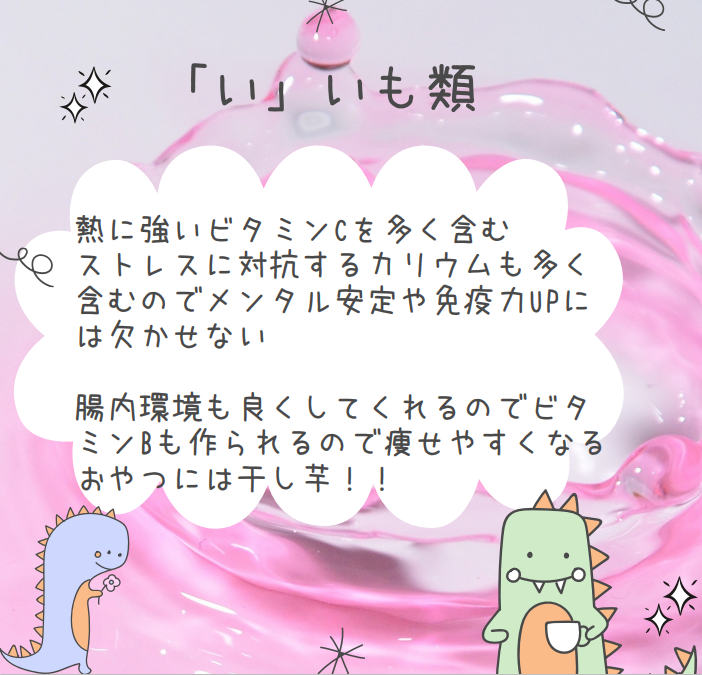 「い」いも類
熱に強いビタミンCを多く含む
ストレスに対抗するカリウムも多く
含むのでメンタル安定や免疫力UPに
は欠かせない
腸内環境も良くしてくれるのでビタ
ミンBも作られるので痩せやすくなる
おやつには干し芋！！